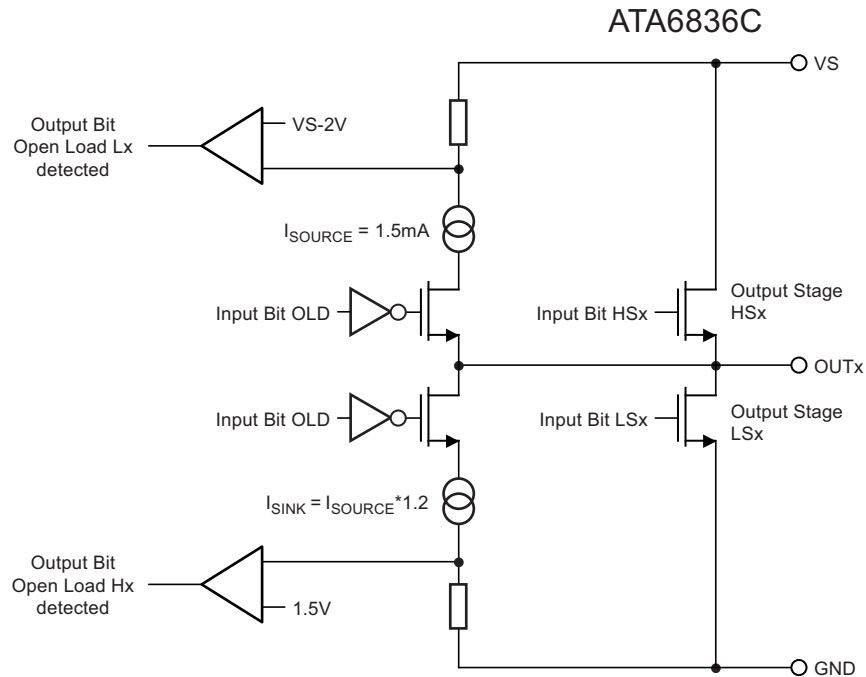 ATA6836C
VS
Output Bit
Open Load Lx
detected
VS-2V
ISOURCE = 1.5mA
Input Bit OLD
Input Bit HSx
Output Stage
HSx
OUTx
Input Bit OLD
Input Bit LSx
Output Stage
LSx
ISINK = ISOURCE*1.2
Output Bit
Open Load Hx
detected
1.5V
GND